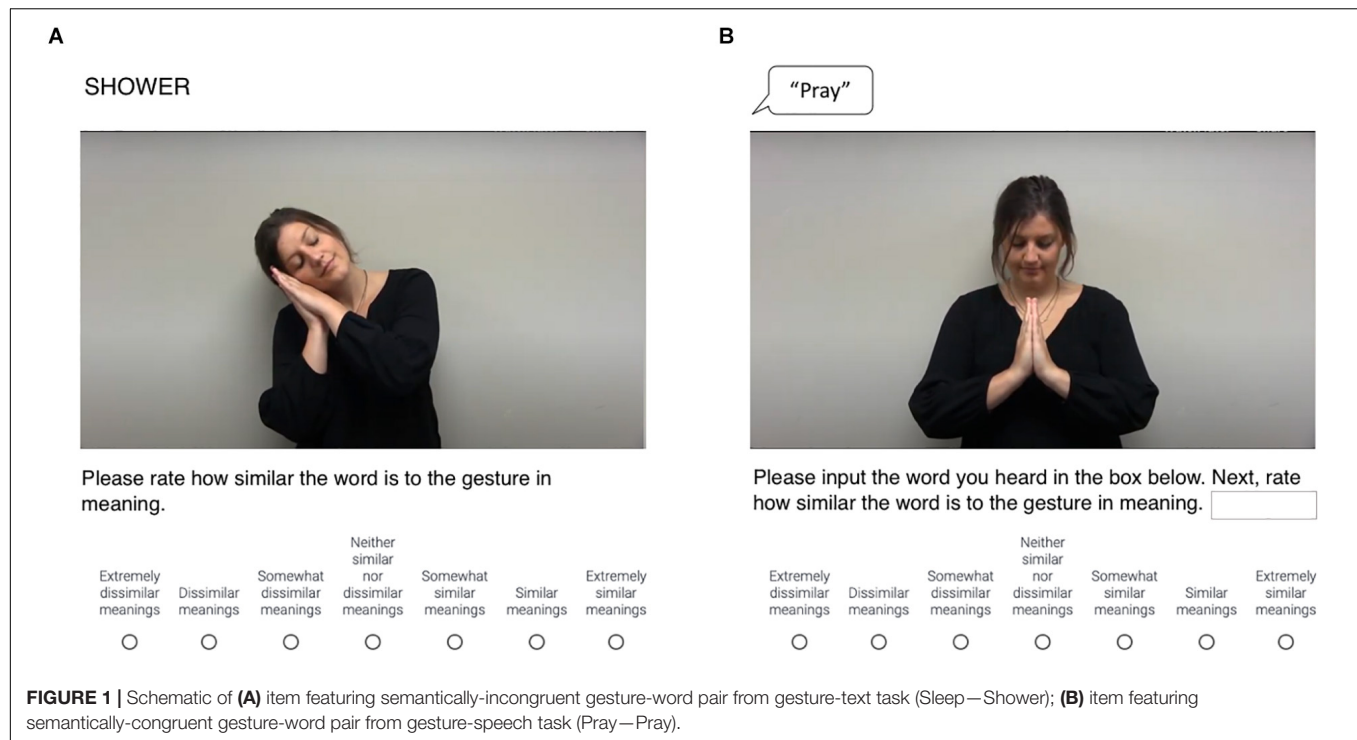 A
SHOWER
Please rate how similar the word is to the gesture in
meaning.
Extremely
dissimilar
meanings
Dissimilar
meanings
Somewhat
dissimilar
meanings
Neither
similar
nor
dissimilar
meanings
Somewhat
similar
meanings
Similar
meanings
Extremely
similar
meanings
B
“Pray”
Please input the word you heard in the box below. Next, rate
how similar the word is to the gesture in meaning.
Extremely
dissimilar
meanings
Dissimilar
meanings
Somewhat
dissimilar
meanings
Neither
similar
nor
dissimilar
meanings
Somewhat
similar
meanings
Similar
meanings
Extremely
similar
meanings
FIGURE 1 | Schematic of (A) item featuring semantically-incongruent gesture-word pair from gesture-text task (Sleep—Shower); (B) item featuring
semantically-congruent gesture-word pair from gesture-speech task (Pray—Pray).